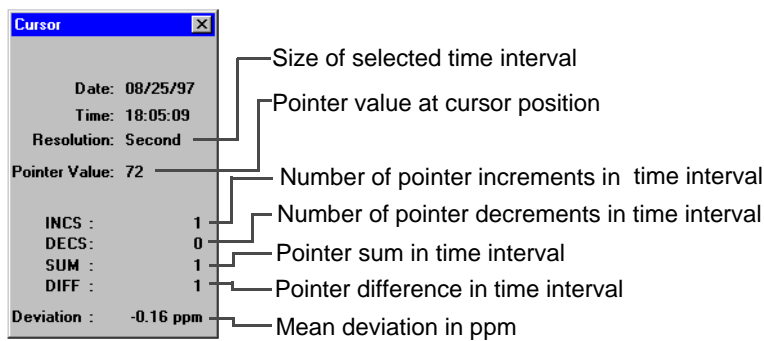 Cursor
Size of selected time interval
Date: 08/25/97
Pointer value at cursor position
Time: 18:05:09
Resolution: Second
Pointer Value: 72
Number of pointer increments in time interval
INCS : 1
Number of pointer decrements in time interval
DECS: 0
Pointer sum in time interval
SUM : 1
DIFF : 1
Pointer difference in time interval
Deviation : -0.16 ppm
Mean deviation in ppm